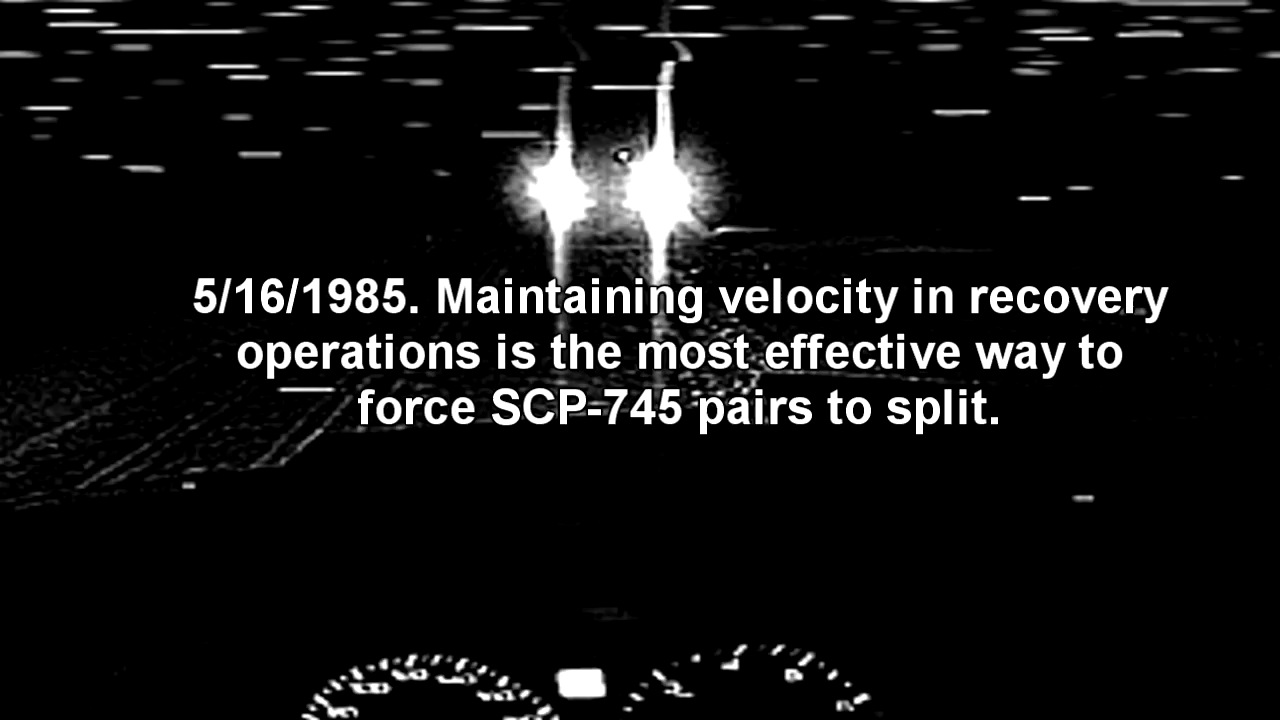 5/16/1985. Maintaining velocity in recovery
operations is the most effective way to
force SCP-745 pairs to split.